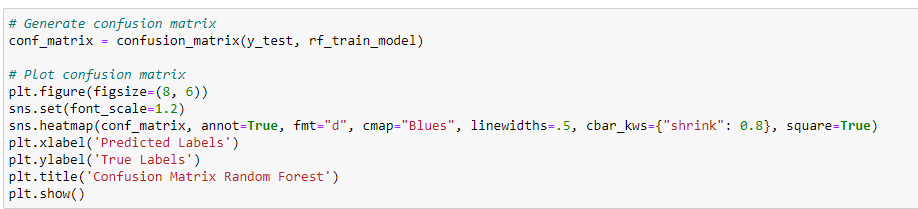 # Generate confusion matrix
conf_matrix = confusion_matrix(y_test, rf_train_model)
# Plot confusion matrix
plt.figure(figsize=(8, 6))
sns.set(font_scale=1.2)
sns.heatmap(conf_matrix, annot=True, fmt="d", cmap="Blues", linewidths=.5, cbar_kws={"shrink": 0.8}, square=True)
plt.xlabel('Predicted Labels')
plt.ylabel('True Labels')
plt.title('Confusion Matrix Random Forest')
plt.show()